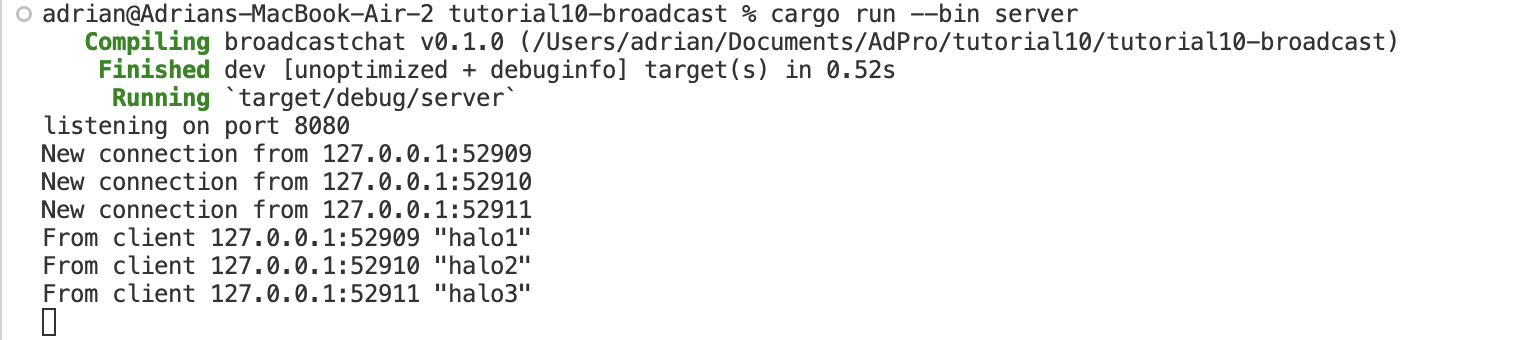 adrian@Adrians-MacBook-Air-2 tutorial10-broadcast % cargo run --bin server
Compiling broadcastchat v0.1.0 (/Users/adrian/Documents/AdPro/tutorial10/tutorial10-broadcast)
Finished dev [unoptimized + debuginfo] target(s) in 0.52s
Running `target/debug/server`
listening on port 8080
New connection from 127.0.0.1:52909
New connection from 127.0.0.1:52910
New connection from 127.0.0.1:52911
From client 127.0.0.1:52909 "halo1"
From client 127.0.0.1:52910 "halo2"
From client 127.0.0.1:52911 "halo3"